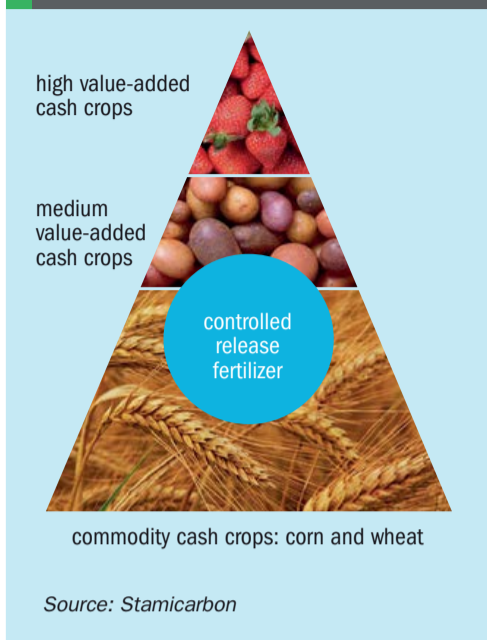 high value-added
cash crops
medium
value-added
cash crops
controlled
release
fertilizer
commodity cash crops: corn and wheat
Source: Stamicarbon